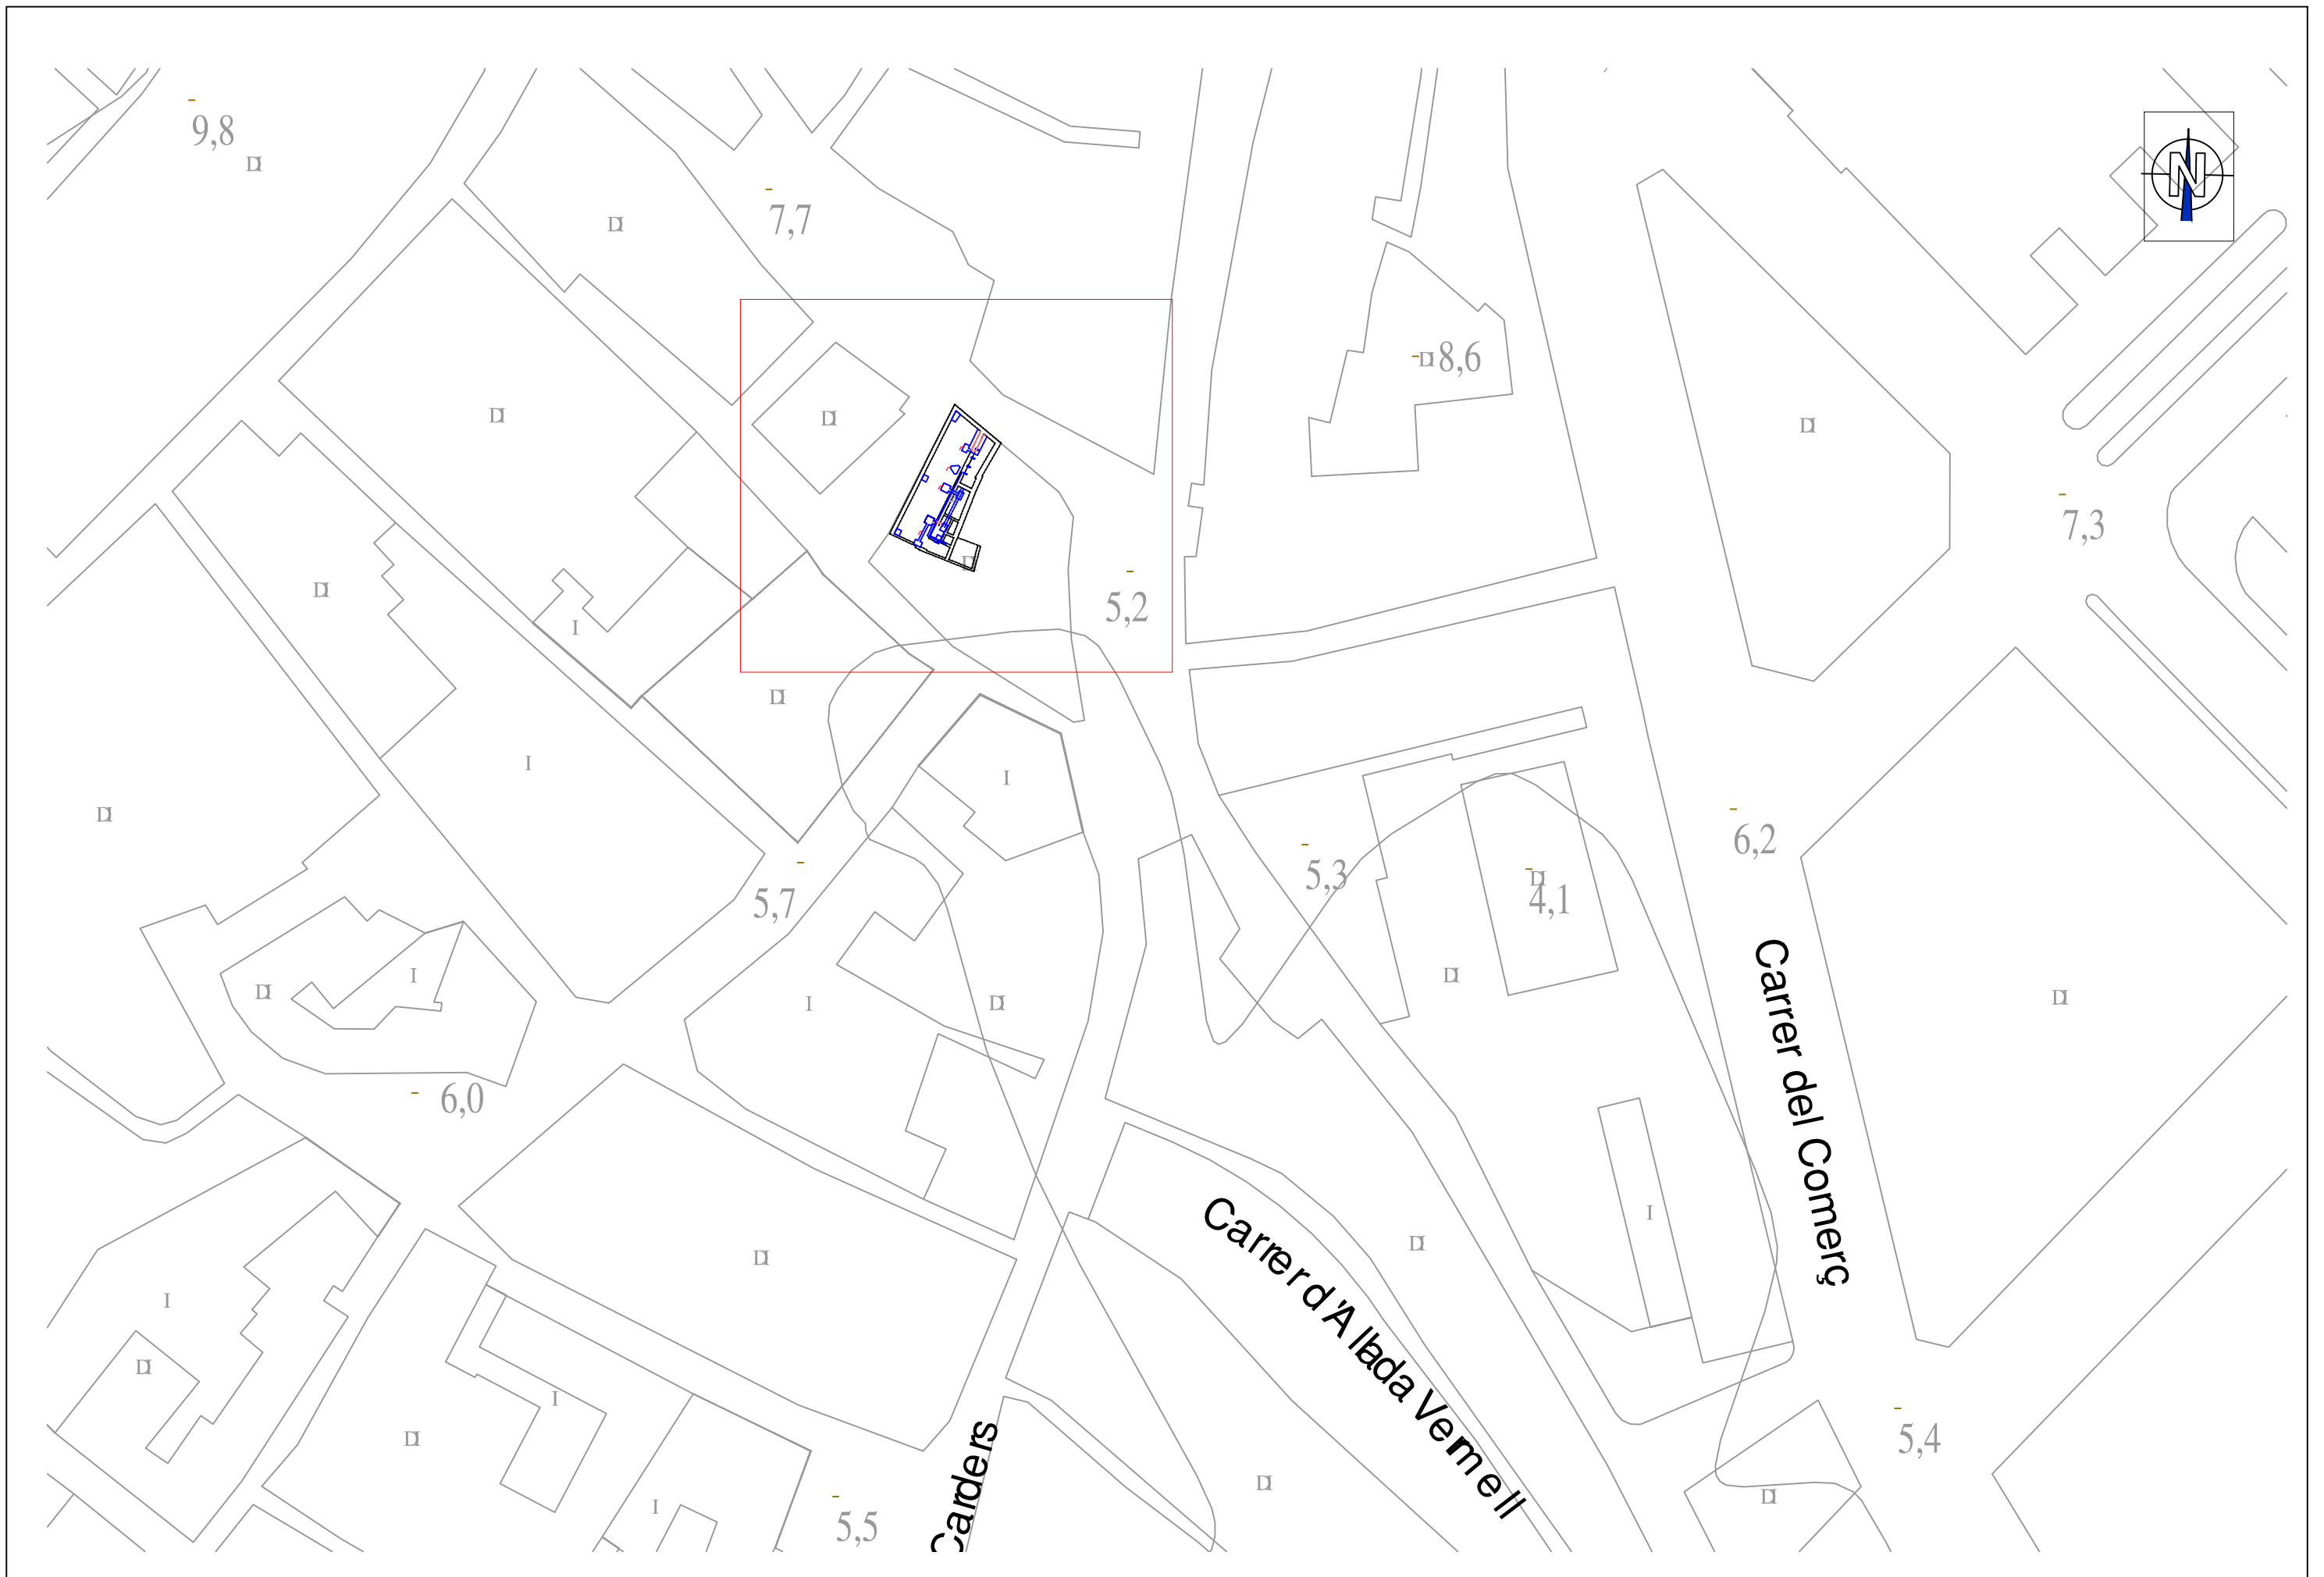 9,8
N
7,7
8,6
7,3
5,2
6,2
5,3
4,1
5,7
6,0
Carrer del Comerç
Carrer d'Allada Vermell
5,4
Carders
5,5
I
I
I
I
I
I
I
I
I